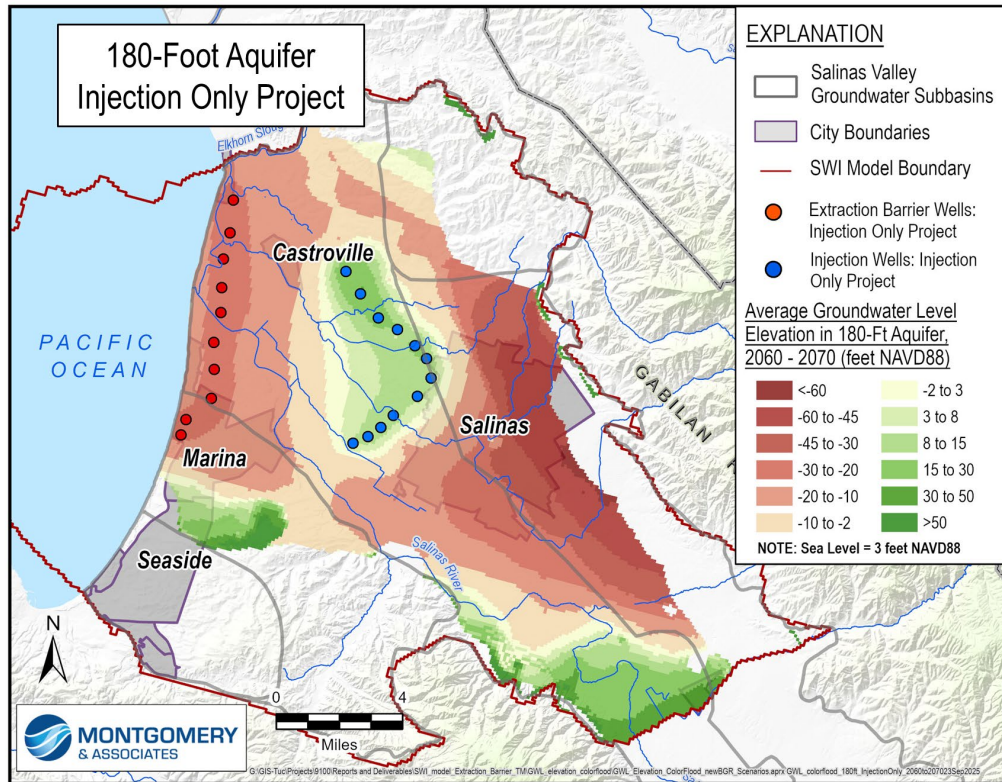 180-Foot Aquifer
Injection Only Project
EXPLANATION
Salinas Valley
Groundwater Subbasins
City Boundaries
SWI Model Boundary
Extraction Barrier Wells:
Injection Only Project
Injection Wells: Injection
Only Project
Average Groundwater Level
Elevation in 180-Ft Aquifer,
2060 - 2070 (feet NAVD88)
<-60
-60 to -45
-45 to -30
-30 to -20
-20 to -10
-10 to -2
-2 to 3
3 to 8
8 to 15
15 to 30
30 to 50
>50
NOTE: Sea Level = 3 feet NAVD88
Elkhorn Sloug
Castroville
PACIFIC
OCEAN
GABILAN
Salinas
Marina
Seaside
Salinas River
N
0 4
Miles
MONTGOMERY
& ASSOCIATES